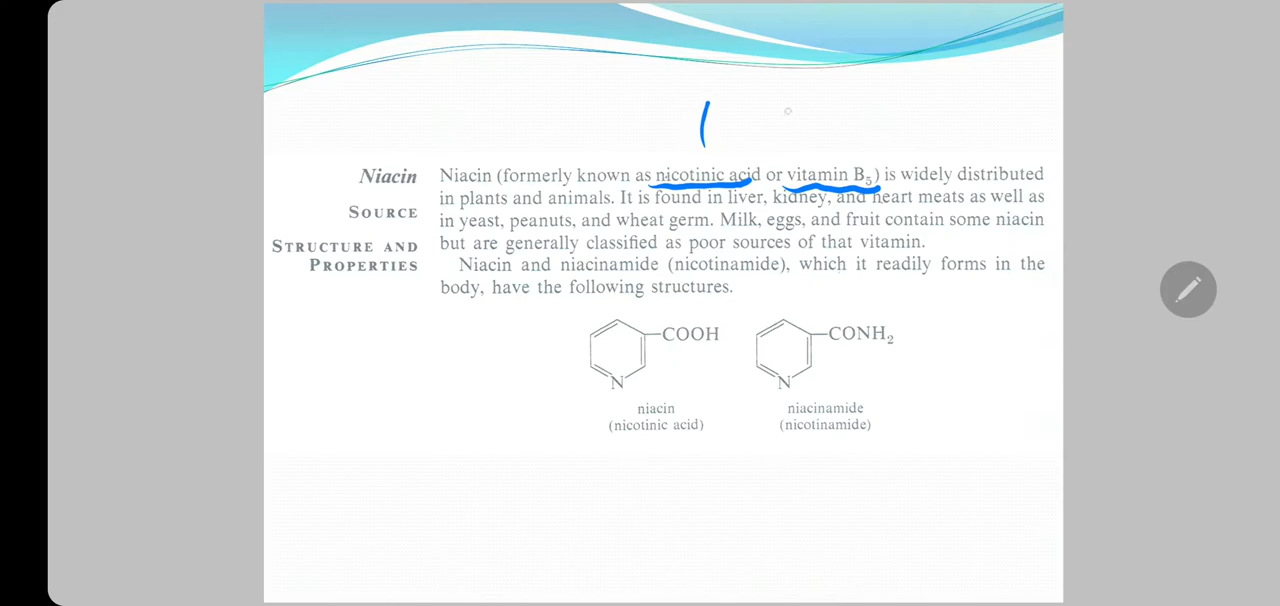 Niacin
SOURCE
STRUCTURE AND
PROPERTIES
Niacin (formerly known as nicotinic acid or vitamin B₅) is widely distributed
in plants and animals. It is found in liver, kidney, and heart meats as well as
in yeast, peanuts, and wheat germ. Milk, eggs, and fruit contain some niacin
but are generally classified as poor sources of that vitamin.
Niacin and niacinamide (nicotinamide), which it readily forms in the
body, have the following structures.
COOH
N
niacin
(nicotinic acid)
CONH₂
N
niacinamide
(nicotinamide)